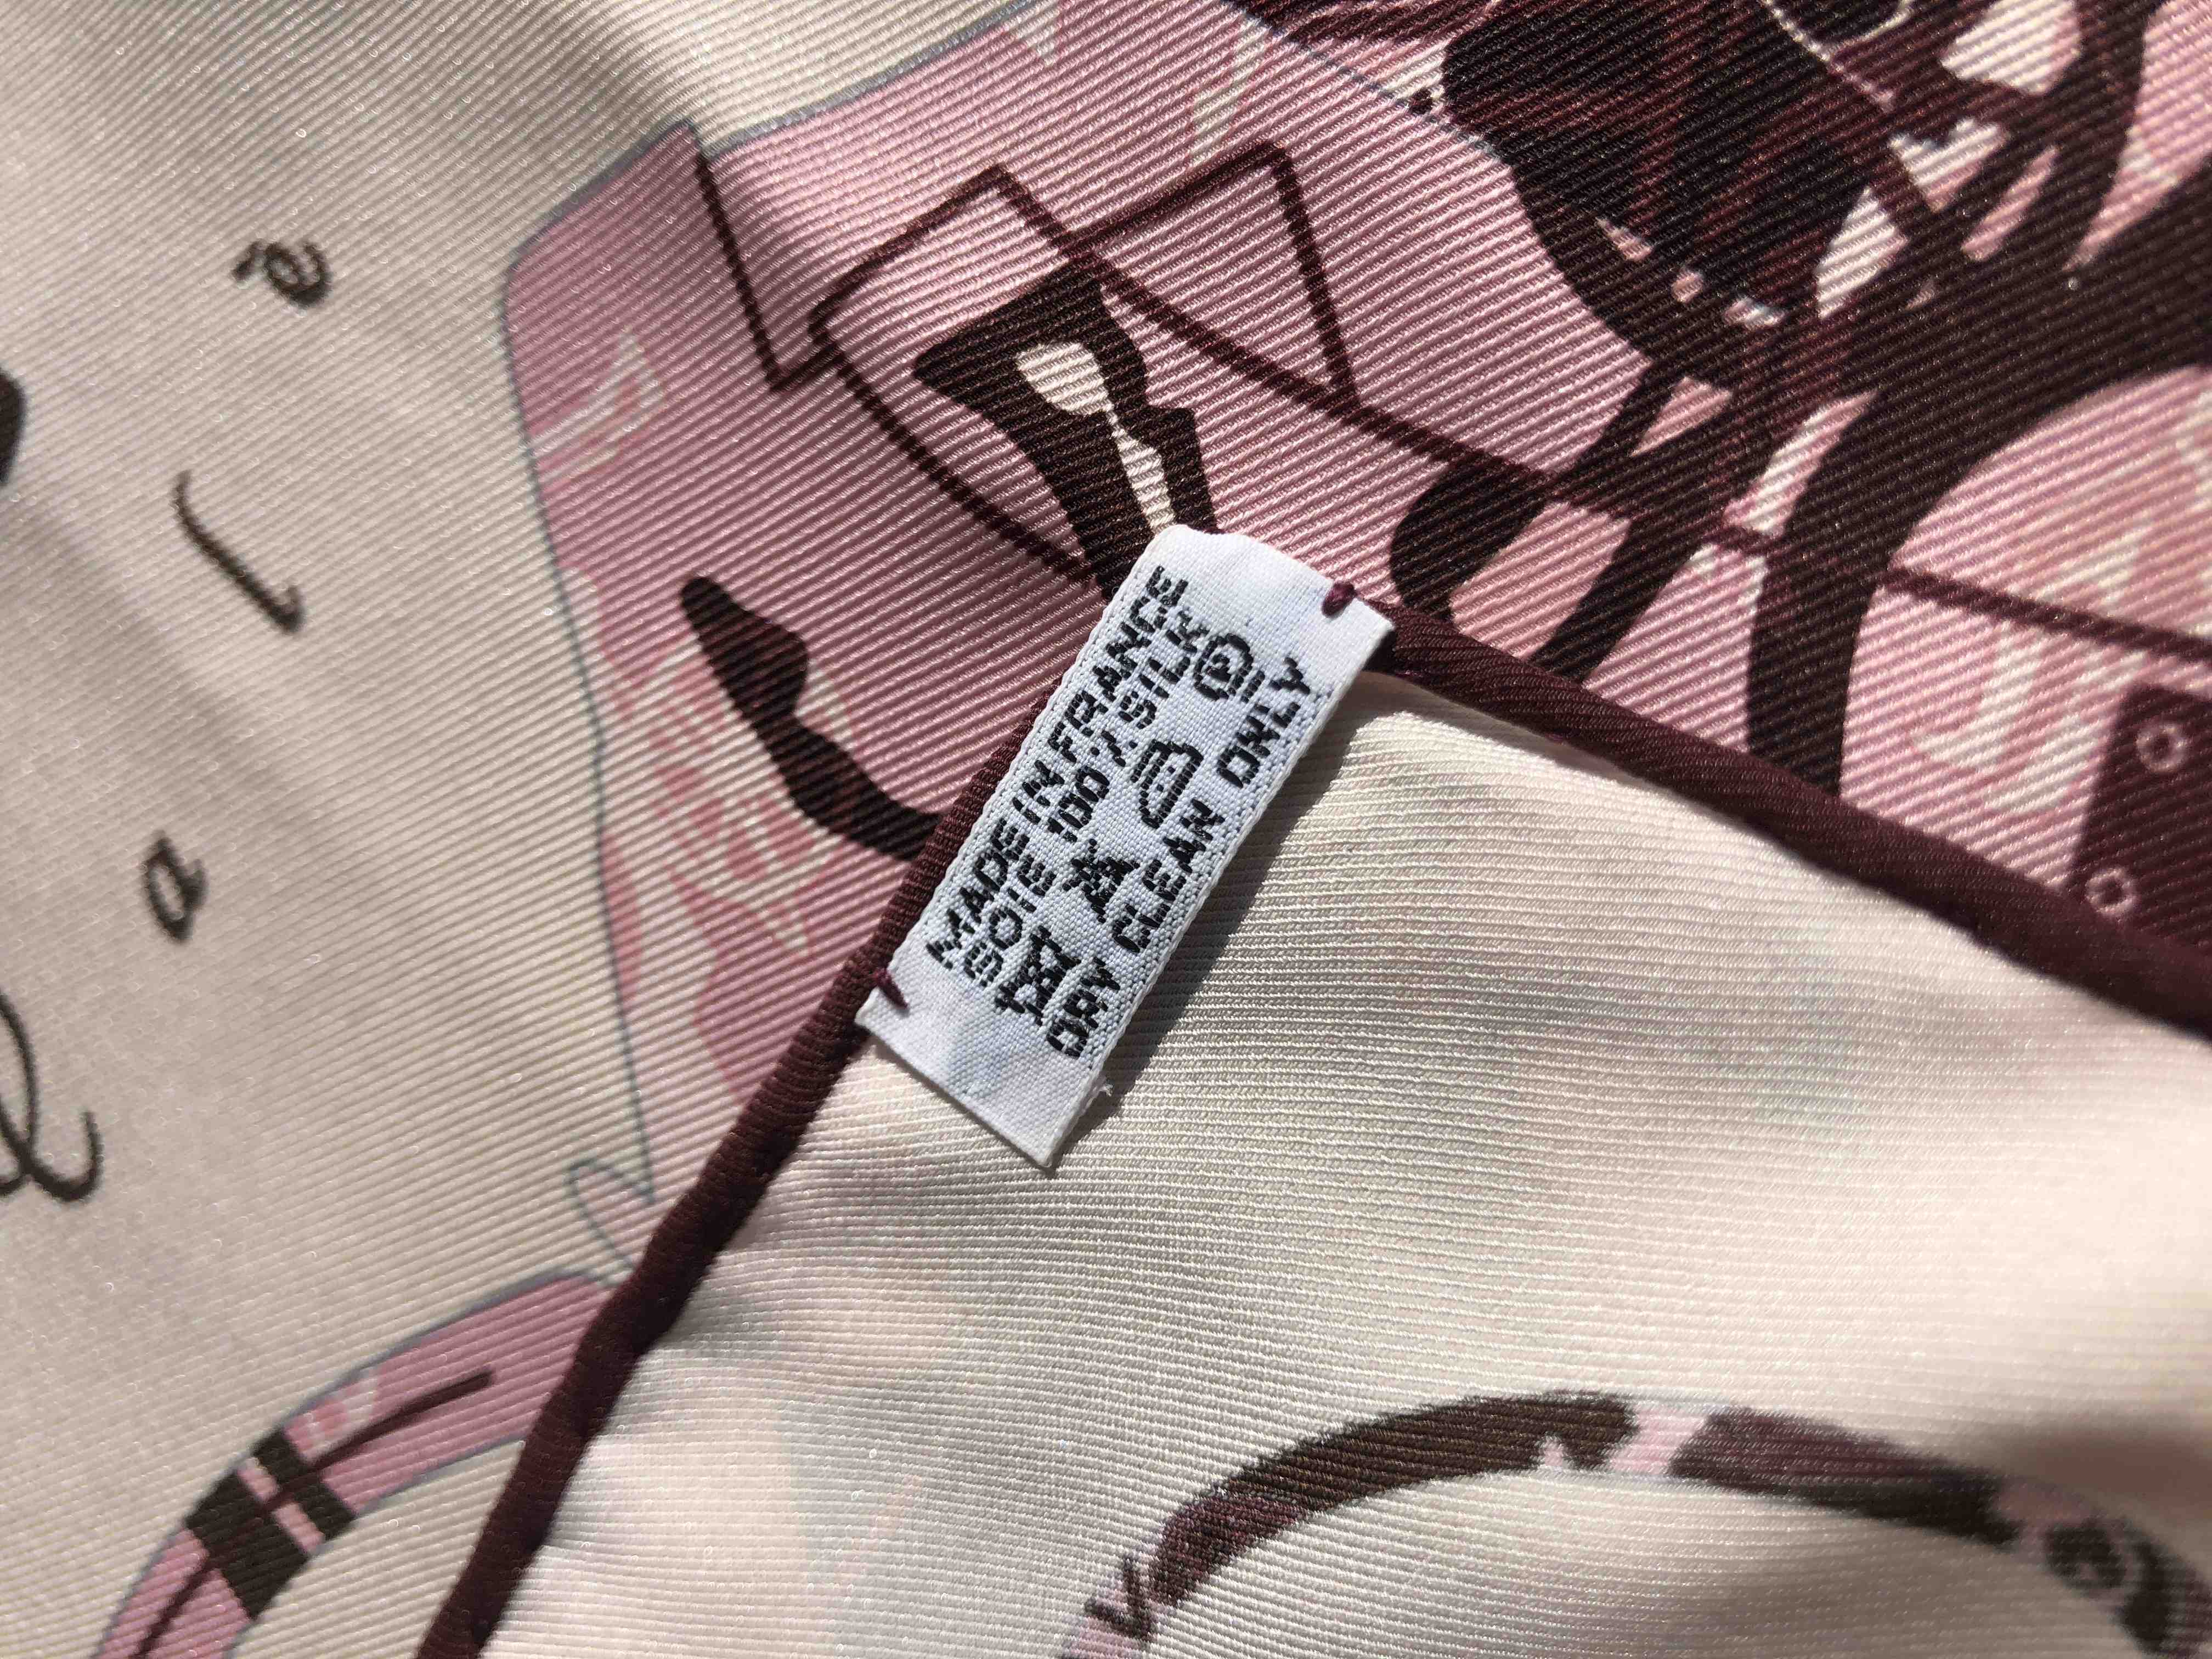 MADE IN FRANCE
SOIE 100% SILK
P
DRY CLEAN ONLY